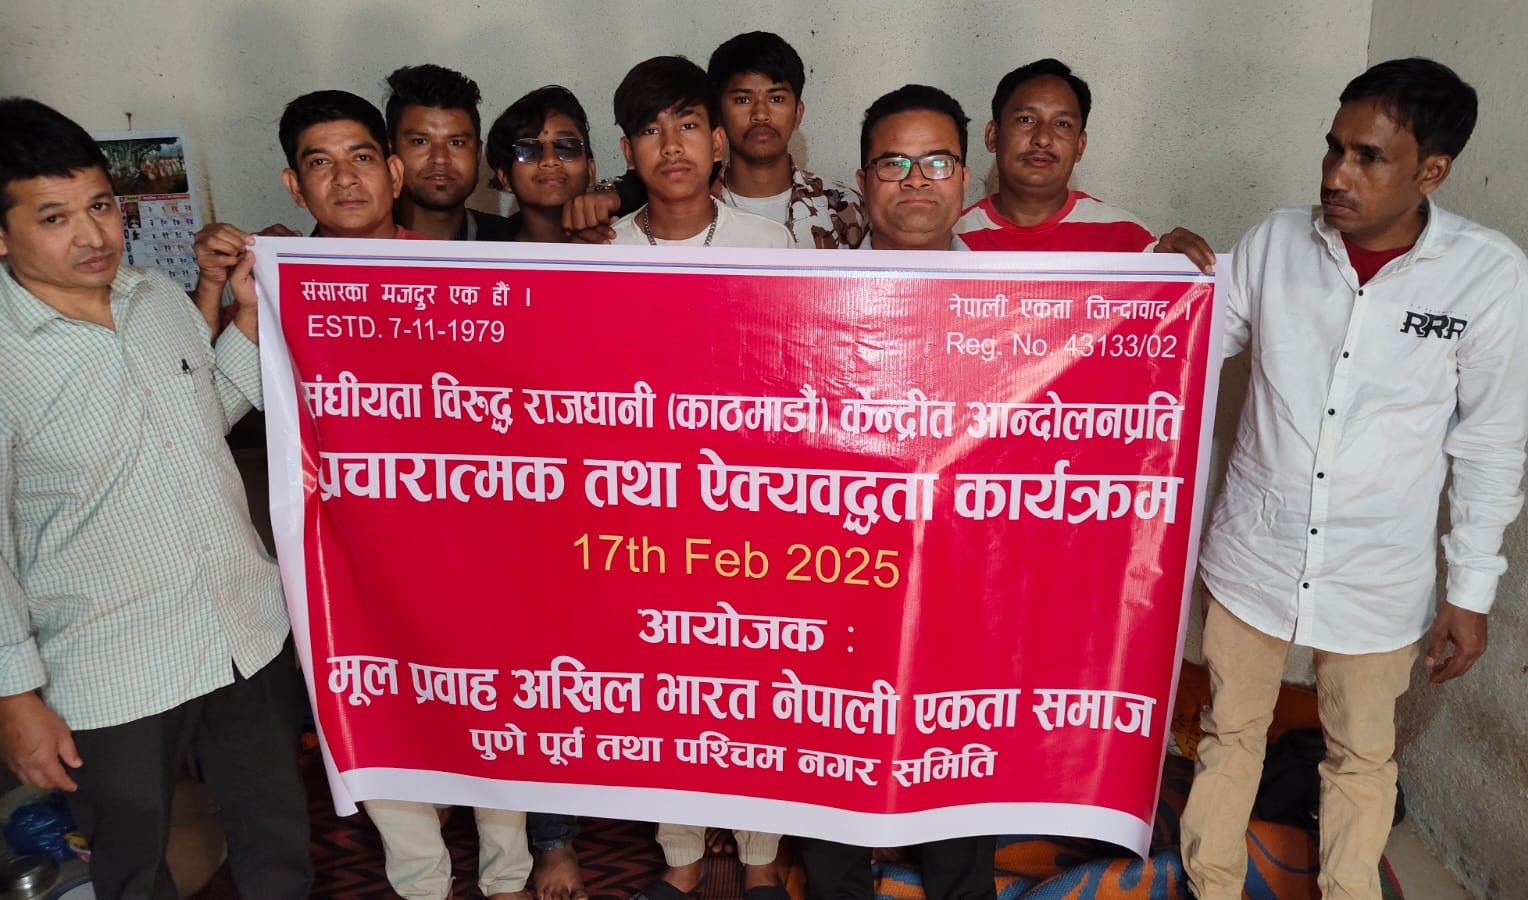 संसारका मजदुर एक हौं ।
ESTD. 7-11-1979
नेपाली एकता जिन्दावाद ।
Reg. No. 43133/02
संघीयता विरुद्ध राजधानी (काठमाडौं) केन्द्रीत आन्दोलनप्रति
प्रचारात्मक तथा ऐक्यवद्धता कार्यक्रम
17th Feb 2025
आयोजक :
मूल प्रवाह अखिल भारत नेपाली एकता समाज
पुणे पूर्व तथा पश्चिम नगर समिति
RRR